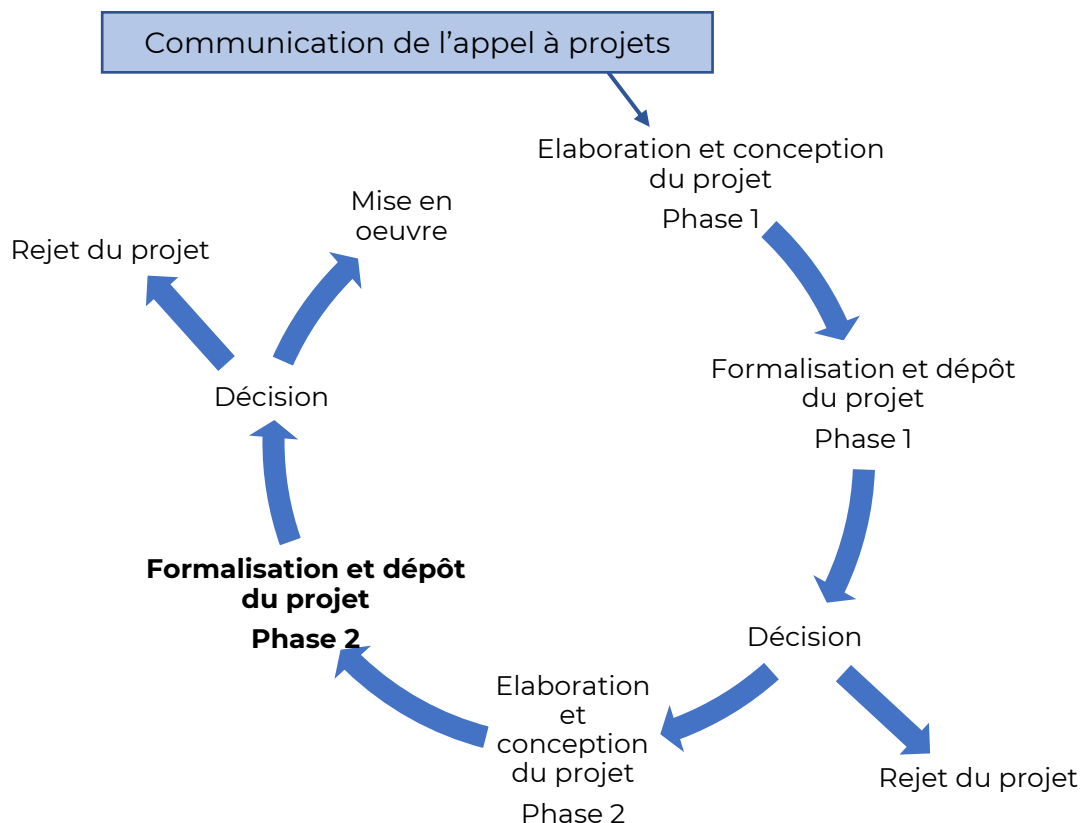 Communication de l'appel à projets
Elaboration et conception
du projet
Phase 1
Formalisation et dépôt
du projet
Phase 1
Décision
Rejet du projet
Elaboration
et
conception
du projet
Phase 2
Formalisation et dépôt
du projet
Phase 2
Décision
Rejet du projet
Mise en
oeuvre